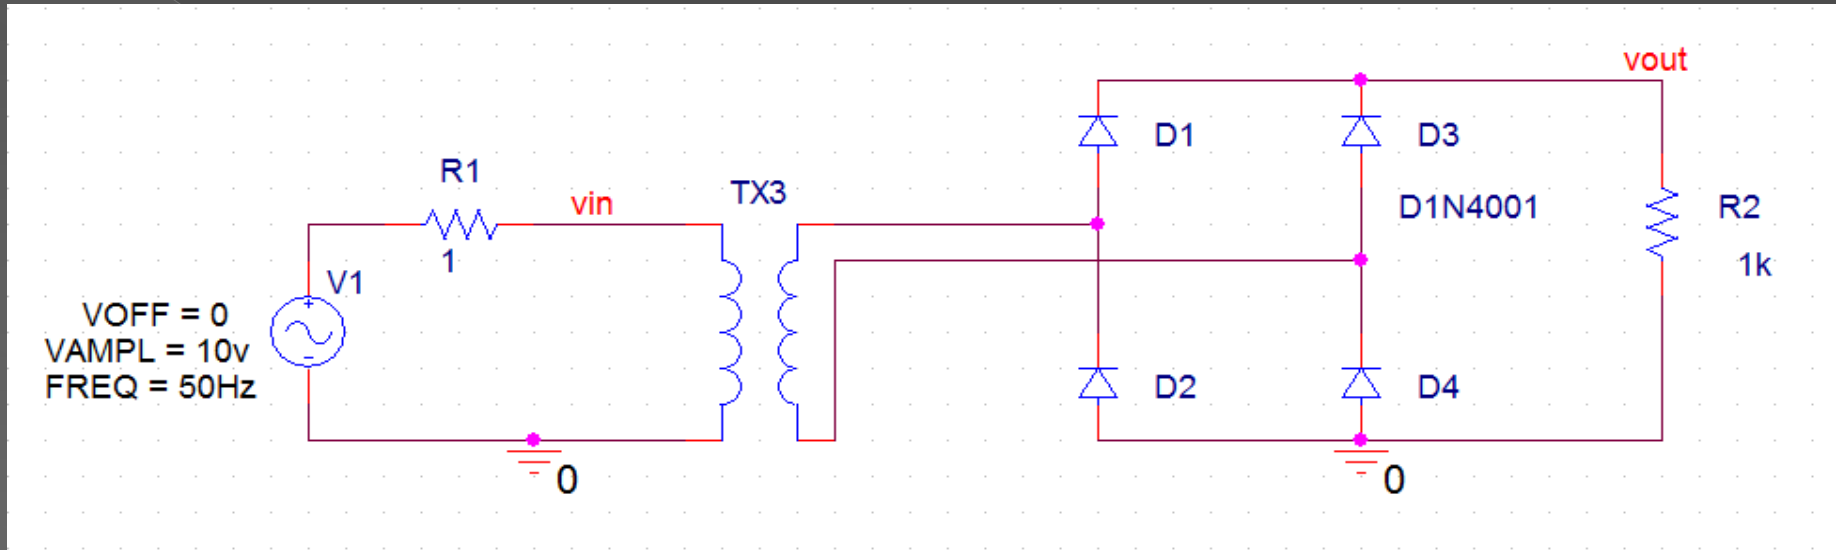 vout
D1
D3
R1
TX3
vin
D1N4001
R2
1
1k
V1
VOFF = 0
VAMPL = 10v
FREQ = 50Hz
D2
D4
0
0